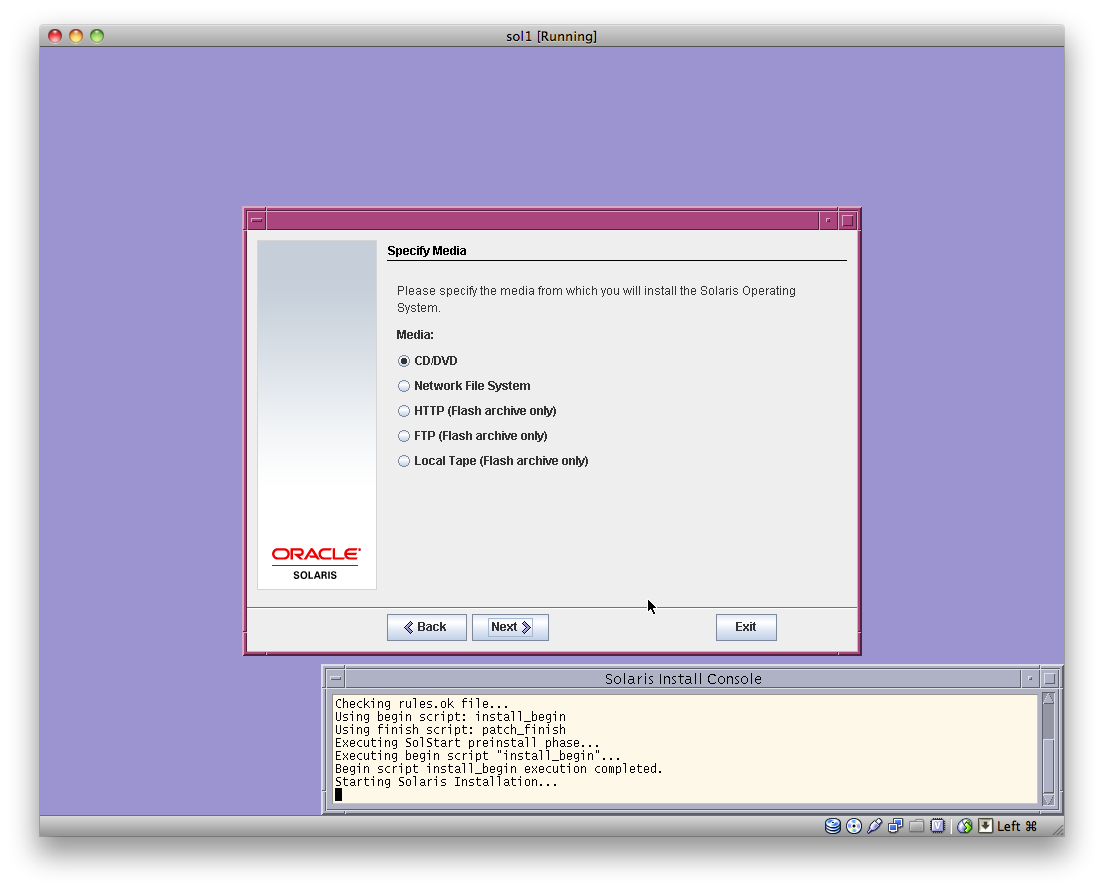 sol1 [Running]
Specify Media
Please specify the media from which you will install the Solaris Operating
System.
Media:
CD/DVD
Network File System
HTTP (Flash archive only)
FTP (Flash archive only)
Local Tape (Flash archive only)
ORACLE
SOLARIS
Back
Next
Exit
Solaris Install Console
Checking rules.ok file...
Using begin script: install_begin
Using finish script: patch_finish
Executing SolStart preinstall phase...
Executing begin script "install_begin"...
Begin script install_begin execution completed.
Starting Solaris Installation...
Left ⌘